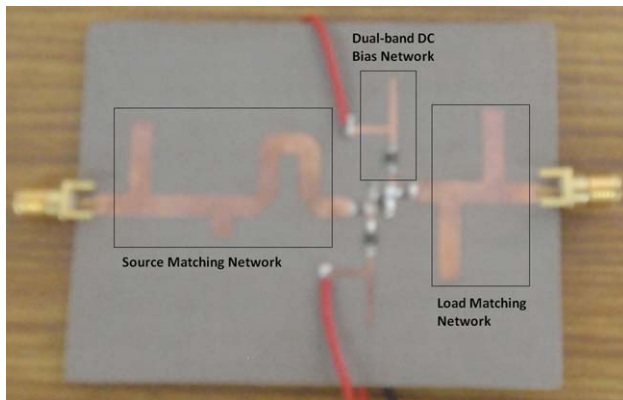 Dual-band DC
Bias Network
Source Matching Network
Load Matching
Network